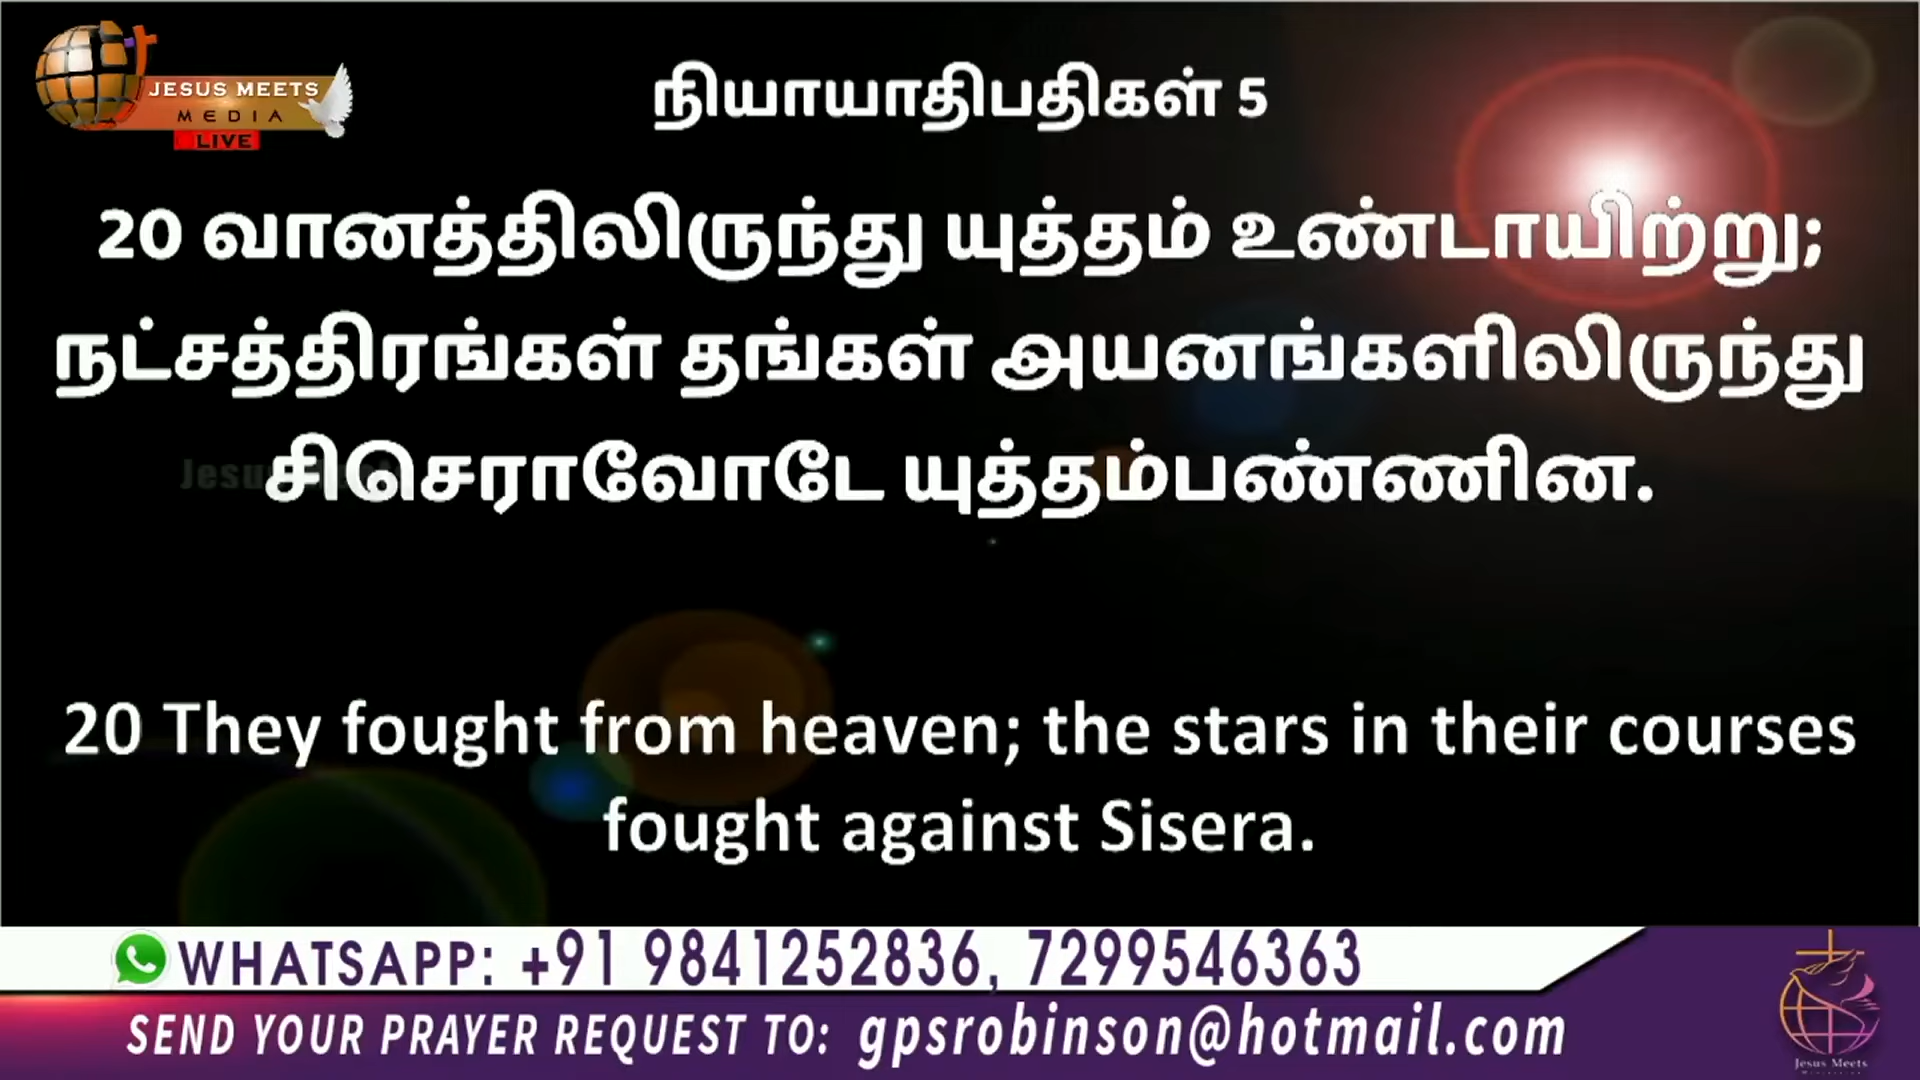 JESUS MEETS
MEDIA
LIVE
நியாயாதிபதிகள் 5
20 வானத்திலிருந்து யுத்தம் உண்டாயிற்று;
நட்சத்திரங்கள் தங்கள் அயனங்களிலிருந்து
சிசெராவோடே யுத்தம்பண்ணின.
20 They fought from heaven; the stars in their courses
fought against Sisera.
WHATSAPP: +91 9841252836, 7299546363
SEND YOUR PRAYER REQUEST TO: gpsrobinson@hotmail.com
Jesus Meets